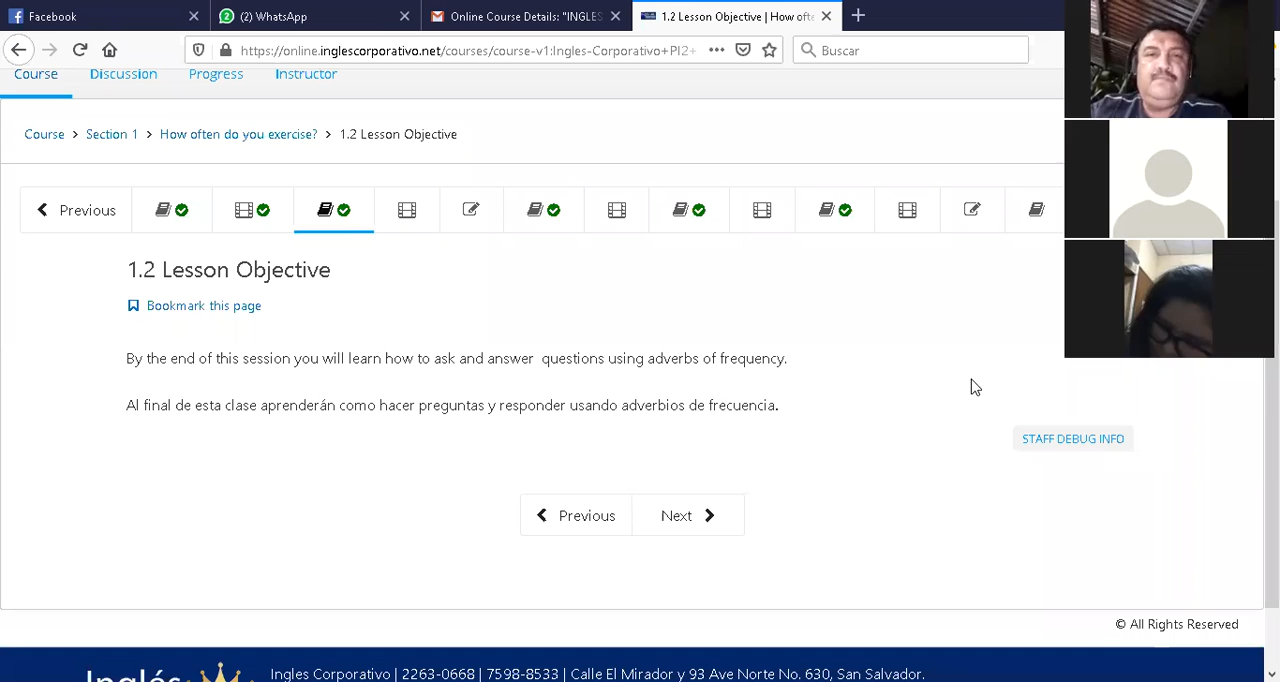 Facebook
(2) WhatsApp
Online Course Details: "INGLES
1.2 Lesson Objective | How ofte
https://online.inglescorporativo.net/courses/course-v1:Ingles-Corporativo+PI2+
Buscar
Course
Discussion
Progress
Instructor
Course > Section 1 > How often do you exercise? > 1.2 Lesson Objective
Previous
1.2 Lesson Objective
Bookmark this page
By the end of this session you will learn how to ask and answer questions using adverbs of frequency.
Al final de esta clase aprenderán como hacer preguntas y responder usando adverbios de frecuencia.
STAFF DEBUG INFO
Previous
Next
© All Rights Reserved
Inglés
Ingles Corporativo | 2263-0668 | 7598-8533 | Calle El Mirador y 93 Ave Norte No. 630, San Salvador.